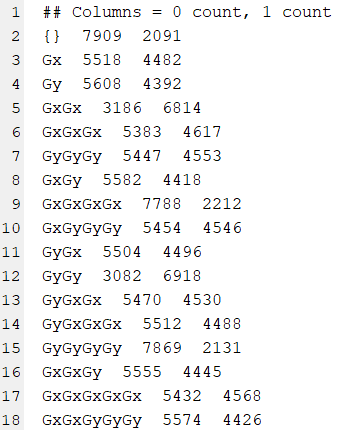 1 ## Columns = 0 count, 1 count
2 {} 7909 2091
3 Gx 5518 4482
4 Gy 5608 4392
5 GxGx 3186 6814
6 GxGxGx 5383 4617
7 GyGyGy 5447 4553
8 GxGy 5582 4418
9 GxGxGxGx 7788 2212
10 GxGyGyGy 5454 4546
11 GyGx 5504 4496
12 GyGy 3082 6918
13 GyGxGx 5470 4530
14 GyGxGxGx 5512 4488
15 GyGyGyGy 7869 2131
16 GxGxGy 5555 4445
17 GxGxGxGxGx 5432 4568
18 GxGxGyGyGy 5574 4426